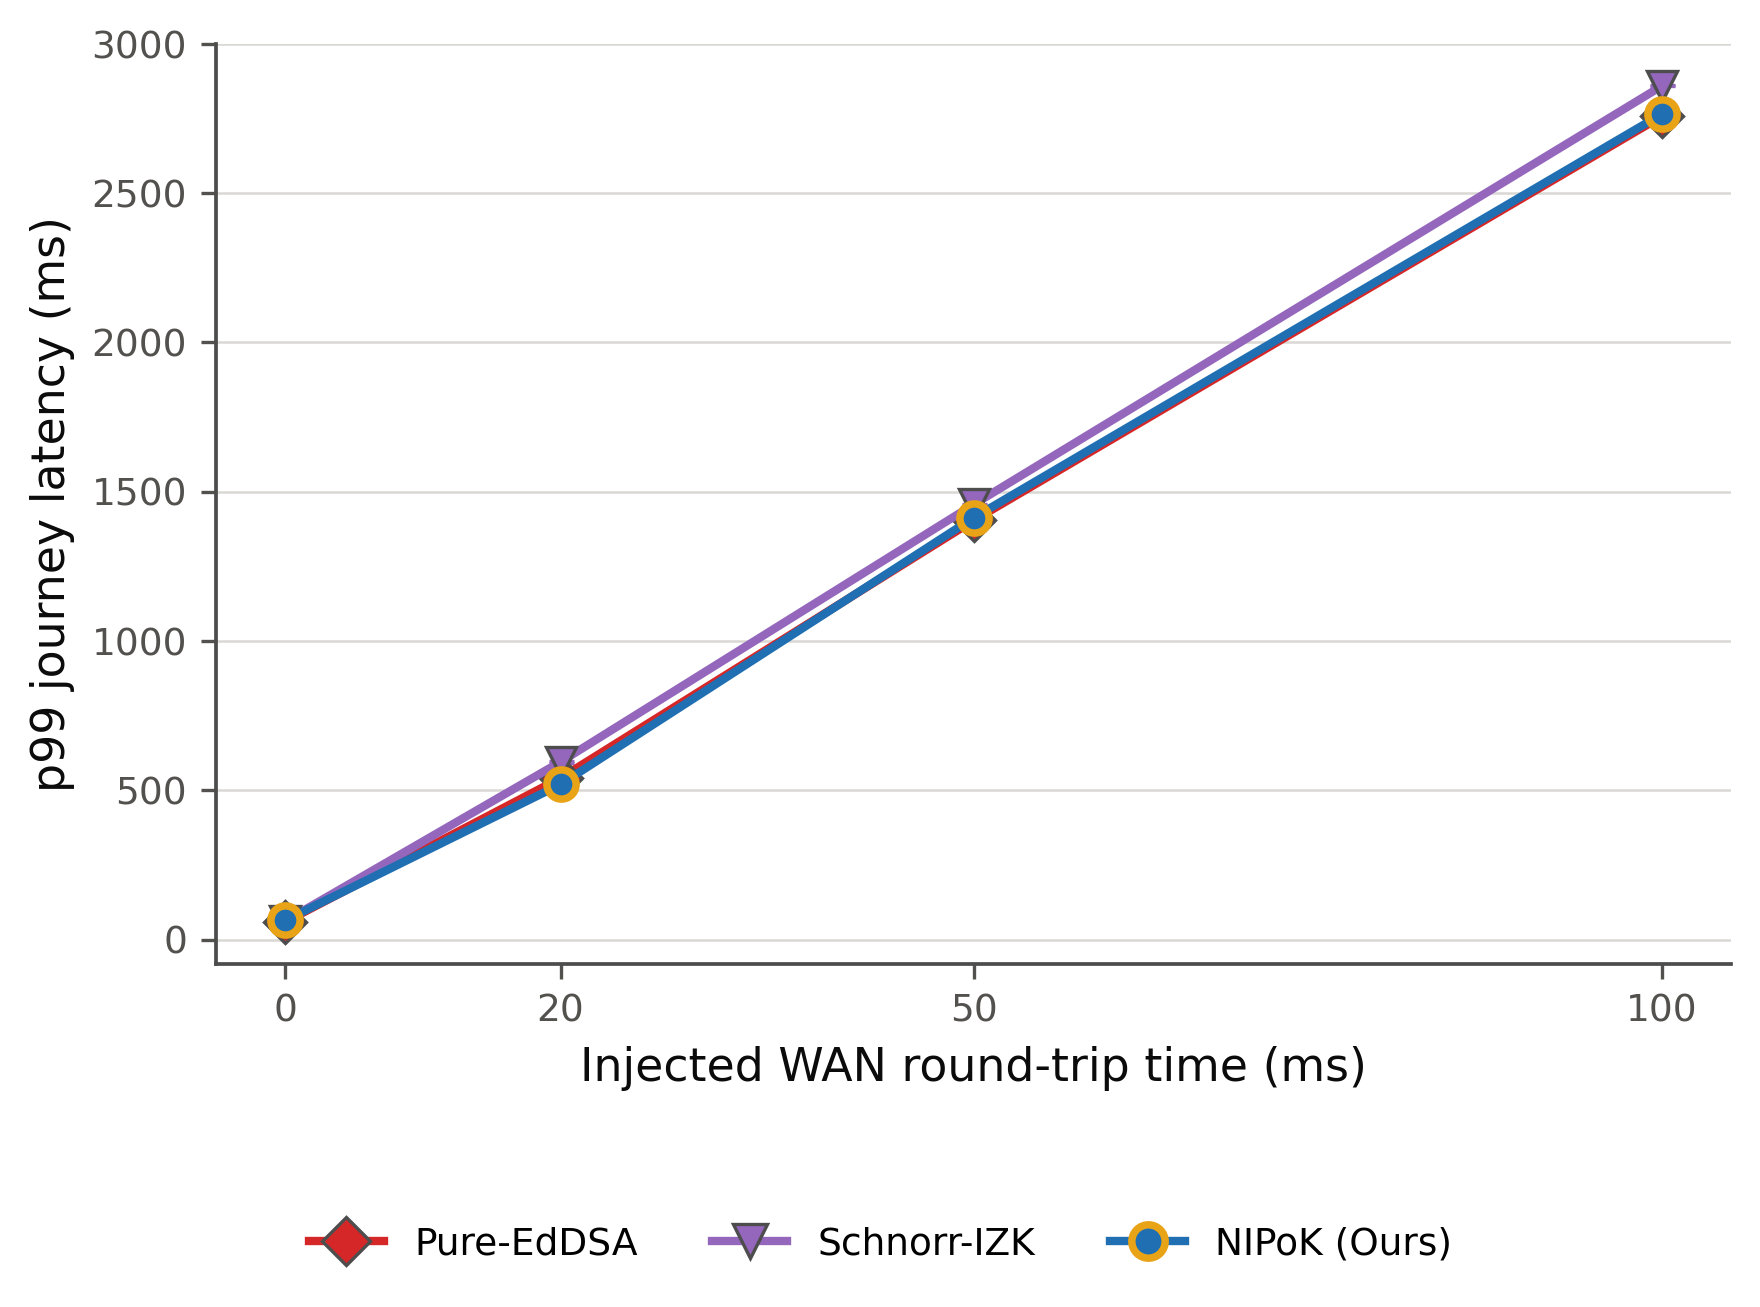 3000
2500
2000
1500
1000
500
0
p99 journey latency (ms)
0 20 50 100
Injected WAN round-trip time (ms)
Pure-EdDSA Schnorr-IZK NIPoK (Ours)